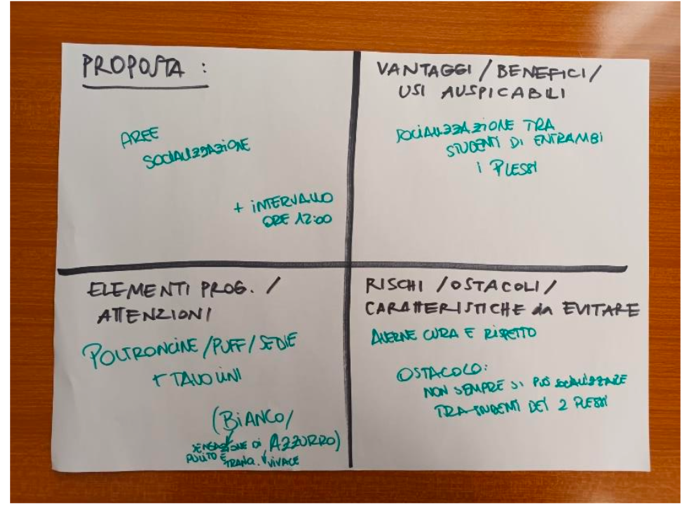 PROPOSTA :
AREE
SOCIALIZZAZIONE
+ INTERVALLO
ORE 12:00
VANTAGGI / BENEFICI /
USI AUSPICABILI
SOCIALIZZAZIONE TRA
STUDENTI DI ENTRAMBI
i PLESSI
ELEMENTI PROG. /
ATTENZIONI
POLTRONCINE / PUFF / SEDIE
+ TAVOLINI
(BIANCO /
SENSAZIONE DI AZZURRO)
PULITO E TRANQ. VIVACE
RISCHI / OSTACOLI /
CARATTERISTICHE da EVITARE
AVERNE CURA E RISPETTO
OSTACOLO:
NON SEMPRE SI PUÒ SOCIALIZZARE
TRA STUDENTI DEI 2 PLESSI